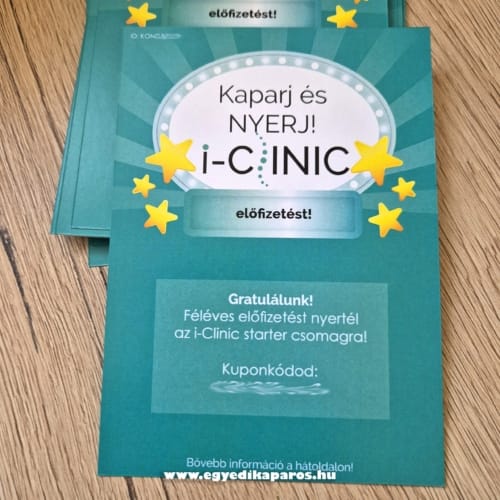 előfizetést!
Kaparj és
NYERJ!
i-CLINIC
előfizetést!
Gratulálunk!
Féléves előfizetést nyertél
az i-Clinic starter csomagra!
Kuponkódod:
Bővebb információ a hátoldalon!
www.egyedikaparos.hu